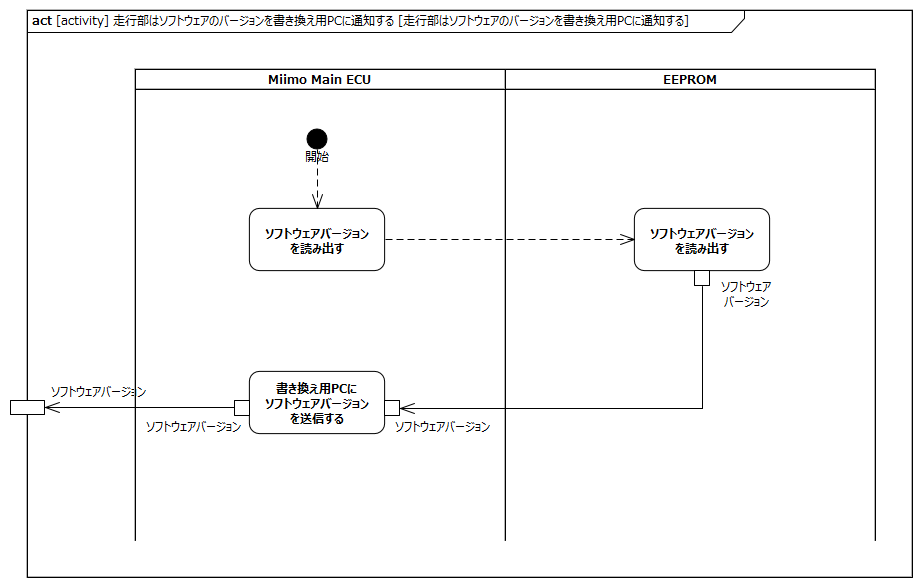 act [activity] 走行部はソフトウェアのバージョンを書き換え用PCに通知する [走行部はソフトウェアのバージョンを書き換え用PCに通知する]
Miimo Main ECU
EEPROM
開始
ソフトウェアバージョン
を読み出す
ソフトウェアバージョン
を読み出す
ソフトウェア
バージョン
ソフトウェアバージョン
書き換え用PCに
ソフトウェアバージョン
を送信する
ソフトウェアバージョン
ソフトウェアバージョン